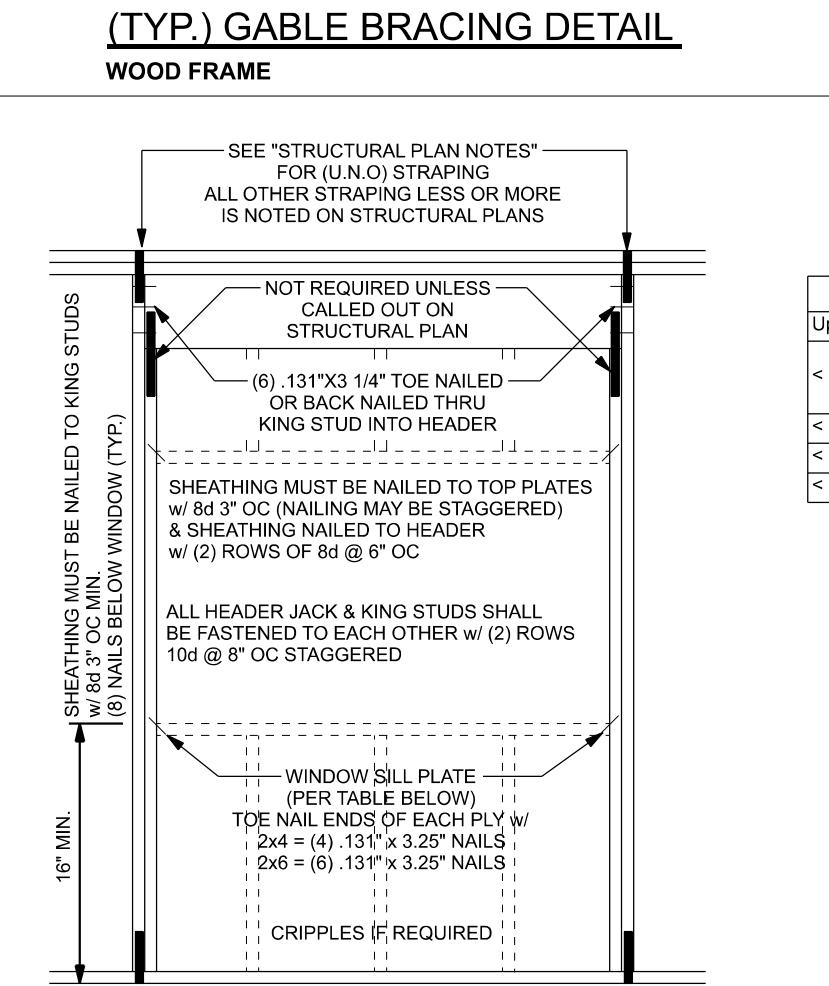 (TYP.) GABLE BRACING DETAIL
WOOD FRAME
SEE "STRUCTURAL PLAN NOTES"
FOR (U.N.O) STRAPING
ALL OTHER STRAPING LESS OR MORE
IS NOTED ON STRUCTURAL PLANS
NOT REQUIRED UNLESS
CALLED OUT ON
STRUCTURAL PLAN
(6) .131"X3 1/4" TOE NAILED
OR BACK NAILED THRU
KING STUD INTO HEADER
SHEATHING MUST BE NAILED TO KING STUDS
w/ 8d 3" OC MIN.
(8) NAILS BELOW WINDOW (TYP.)
SHEATHING MUST BE NAILED TO TOP PLATES
w/ 8d 3" OC (NAILING MAY BE STAGGERED)
& SHEATHING NAILED TO HEADER
w/ (2) ROWS OF 8d @ 6" OC
ALL HEADER JACK & KING STUDS SHALL
BE FASTENED TO EACH OTHER w/ (2) ROWS
10d @ 8" OC STAGGERED
WINDOW SILL PLATE
(PER TABLE BELOW)
TOE NAIL ENDS OF EACH PLY w/
2x4 = (4) .131" x 3.25" NAILS
2x6 = (6) .131" x 3.25" NAILS
16" MIN.
CRIPPLES IF REQUIRED
<
<
<
<